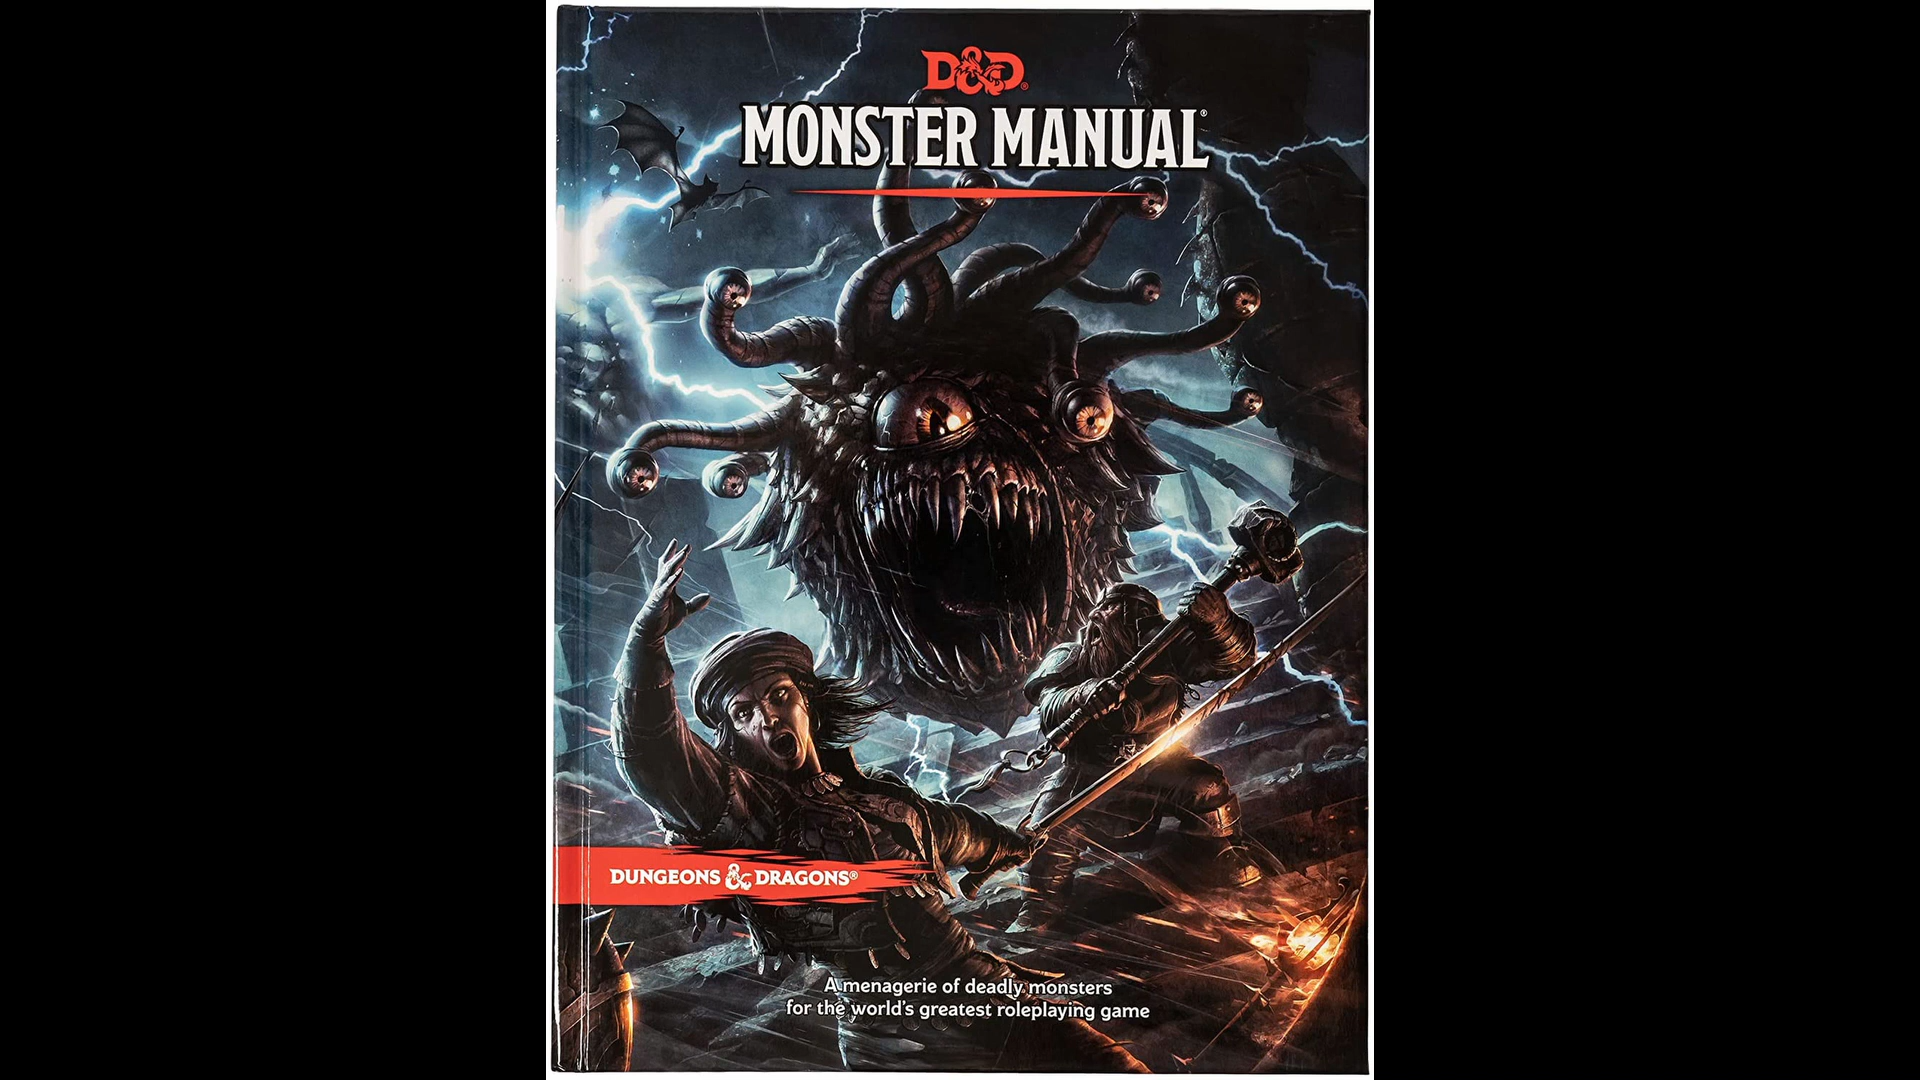 D&D®
MONSTER MANUAL®
DUNGEONS & DRAGONS®
A menagerie of deadly monsters
for the world's greatest roleplaying game